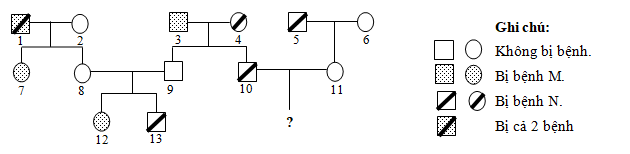 Ghi chú:
1 2 3 4 5 6
Không bị bệnh.
Bị bệnh M.
7 8 9 10 11
Bị bệnh N.
?
Bị cả 2 bệnh
12 13